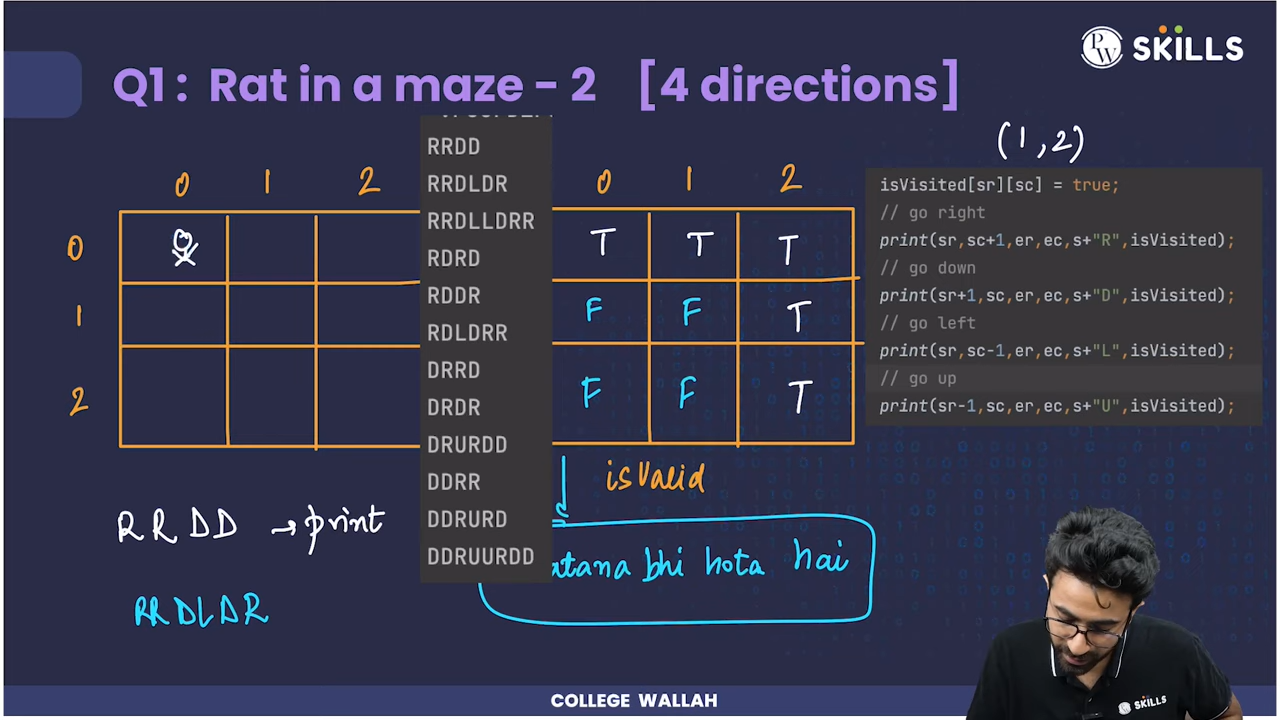 PW SKILLS
Q1 : Rat in a maze - 2 [4 directions]
(1,2)
0 1 2
0
1
2
RRDD
RRDLDR
RRDLLDRR
RDRD
RDDR
RDLDRR
DRRD
DRDR
DRURDD
DDRR
DDRURD
DDRUURDD
0 1 2
T T T
F F T
F F T
isVisited[sr][sc] = true;
// go right
print(sr,sc+1,er,ec,s+"R",isVisited);
// go down
print(sr+1,sc,er,ec,s+"D",isVisited);
// go left
print(sr,sc-1,er,ec,s+"L",isVisited);
// go up
print(sr-1,sc,er,ec,s+"U",isVisited);
isValid
RRDD → print
bhi hota hai
RRDLDR
SKILLS
COLLEGE WALLAH